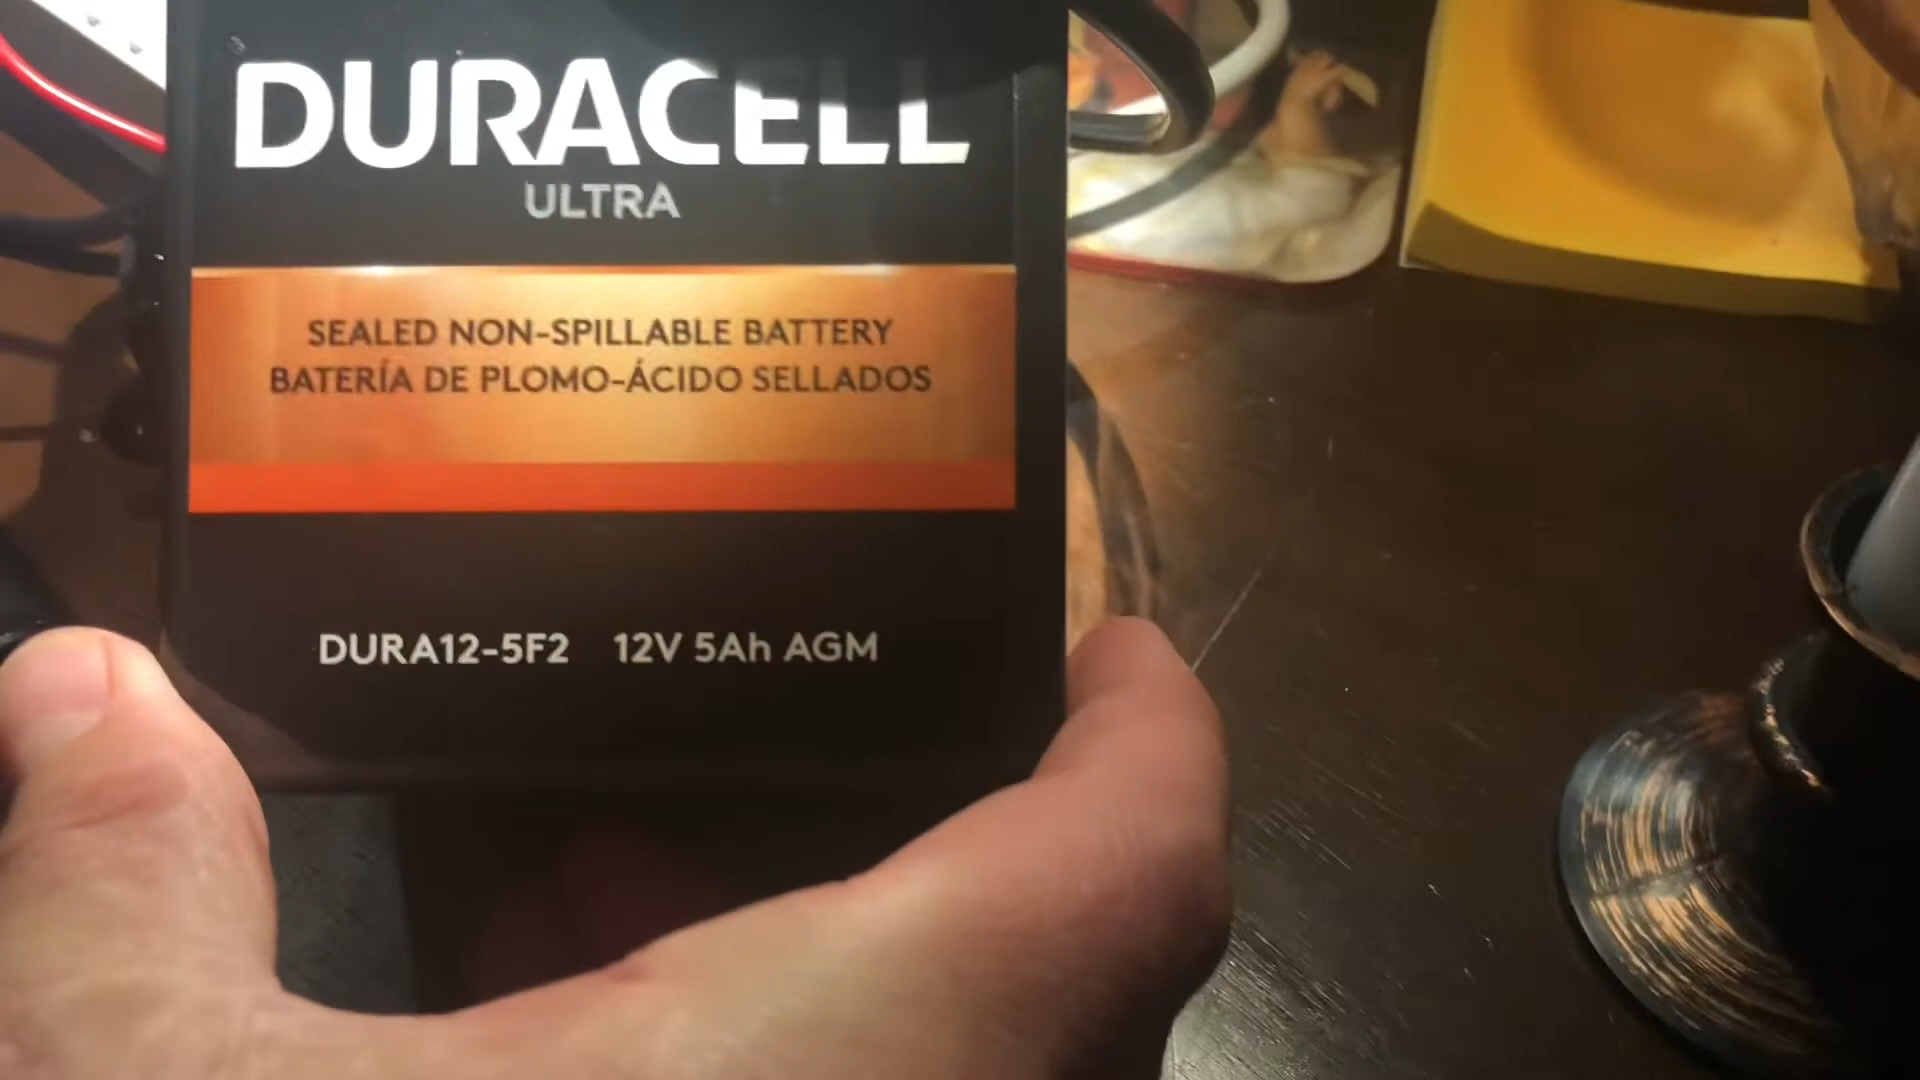 DURACELL
ULTRA
SEALED NON-SPILLABLE BATTERY
BATERÍA DE PLOMO-ÁCIDO SELLADOS
DURA12-5F2 12V 5Ah AGM